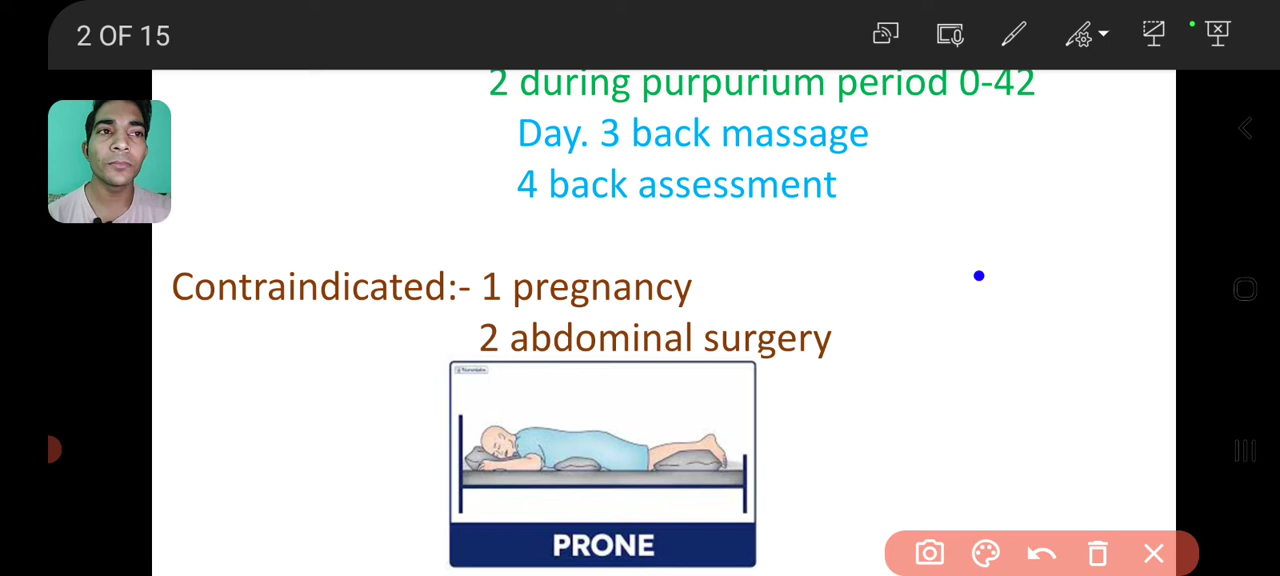 2 OF 15
2 during purpurium period 0-42
Day. 3 back massage
4 back assessment
Contraindicated:- 1 pregnancy
2 abdominal surgery
Nurseslabs
PRONE